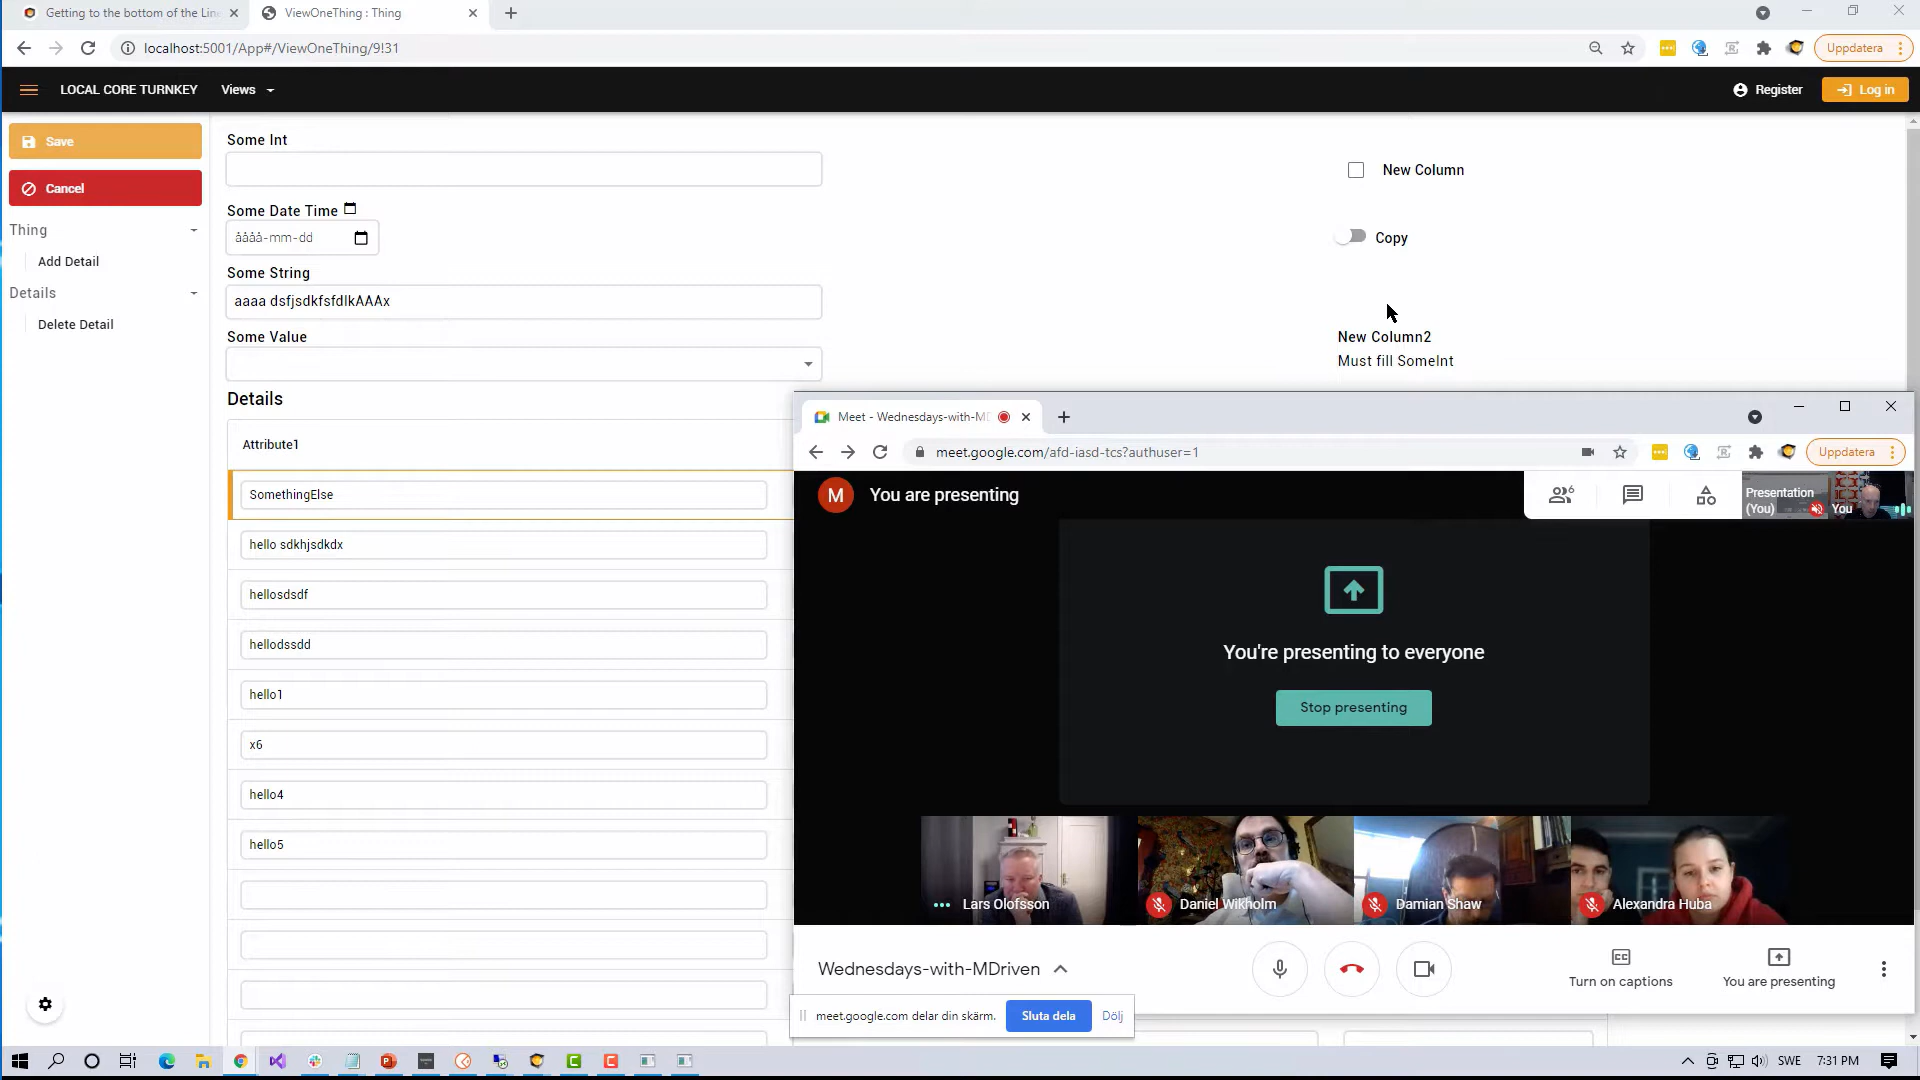 Getting to the bottom of the Line
ViewOneThing : Thing
localhost:5001/App#/ViewOneThing/9!31
Uppdatera
LOCAL CORE TURNKEY
Views
Register
Log in
Save
Cancel
Thing
Add Detail
Details
Delete Detail
Some Int
New Column
Some Date Time
åååå-mm-dd
Copy
Some String
aaaa dsfjsdkfsfdlkAAAx
Some Value
New Column2
Must fill SomeInt
Details
Attribute1
SomethingElse
hello sdkhjsdkdx
hellosdsdf
hellodssdd
hello1
x6
hello4
hello5
Meet - Wednesdays-with-MD
meet.google.com/afd-iasd-tcs?authuser=1
Uppdatera
M
You are presenting
6
Presentation
(You)
You
You're presenting to everyone
Stop presenting
Lars Olofsson
Daniel Wikholm
Damian Shaw
Alexandra Huba
Wednesdays-with-MDriven
Turn on captions
You are presenting
meet.google.com delar din skärm.
Sluta dela
Dölj
SWE
7:31 PM